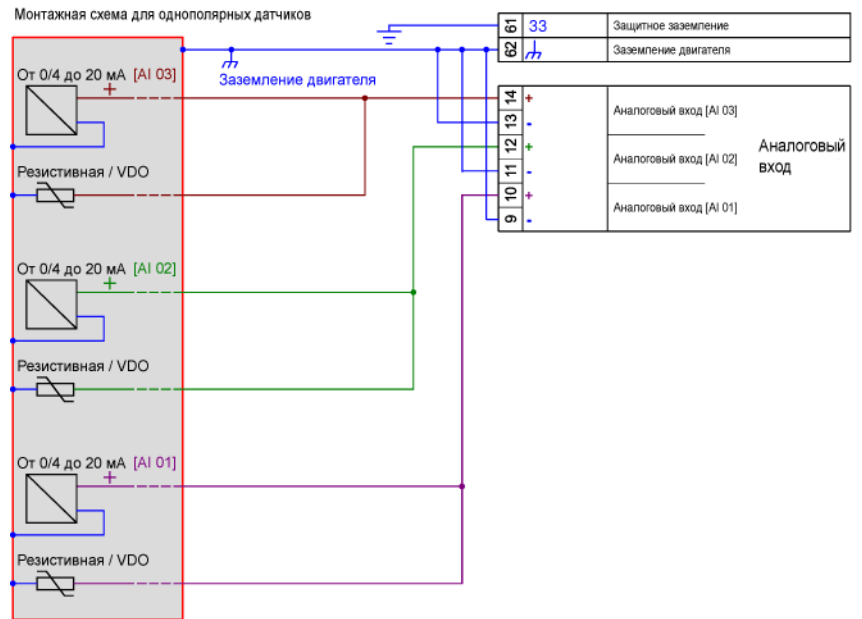 Монтажная схема для однополярных датчиков
61 33 Защитное заземление
62 Заземление двигателя
Заземление двигателя
От 0/4 до 20 мА [AI 03]
+
Резистивная / VDO
От 0/4 до 20 мА [AI 02]
+
Резистивная / VDO
От 0/4 до 20 мА [AI 01]
+
Резистивная / VDO
14 +
Аналоговый вход [AI 03]
13 -
12 +
Аналоговый вход [AI 02]
11 -
10 +
Аналоговый вход [AI 01]
9 -
Аналоговый
вход